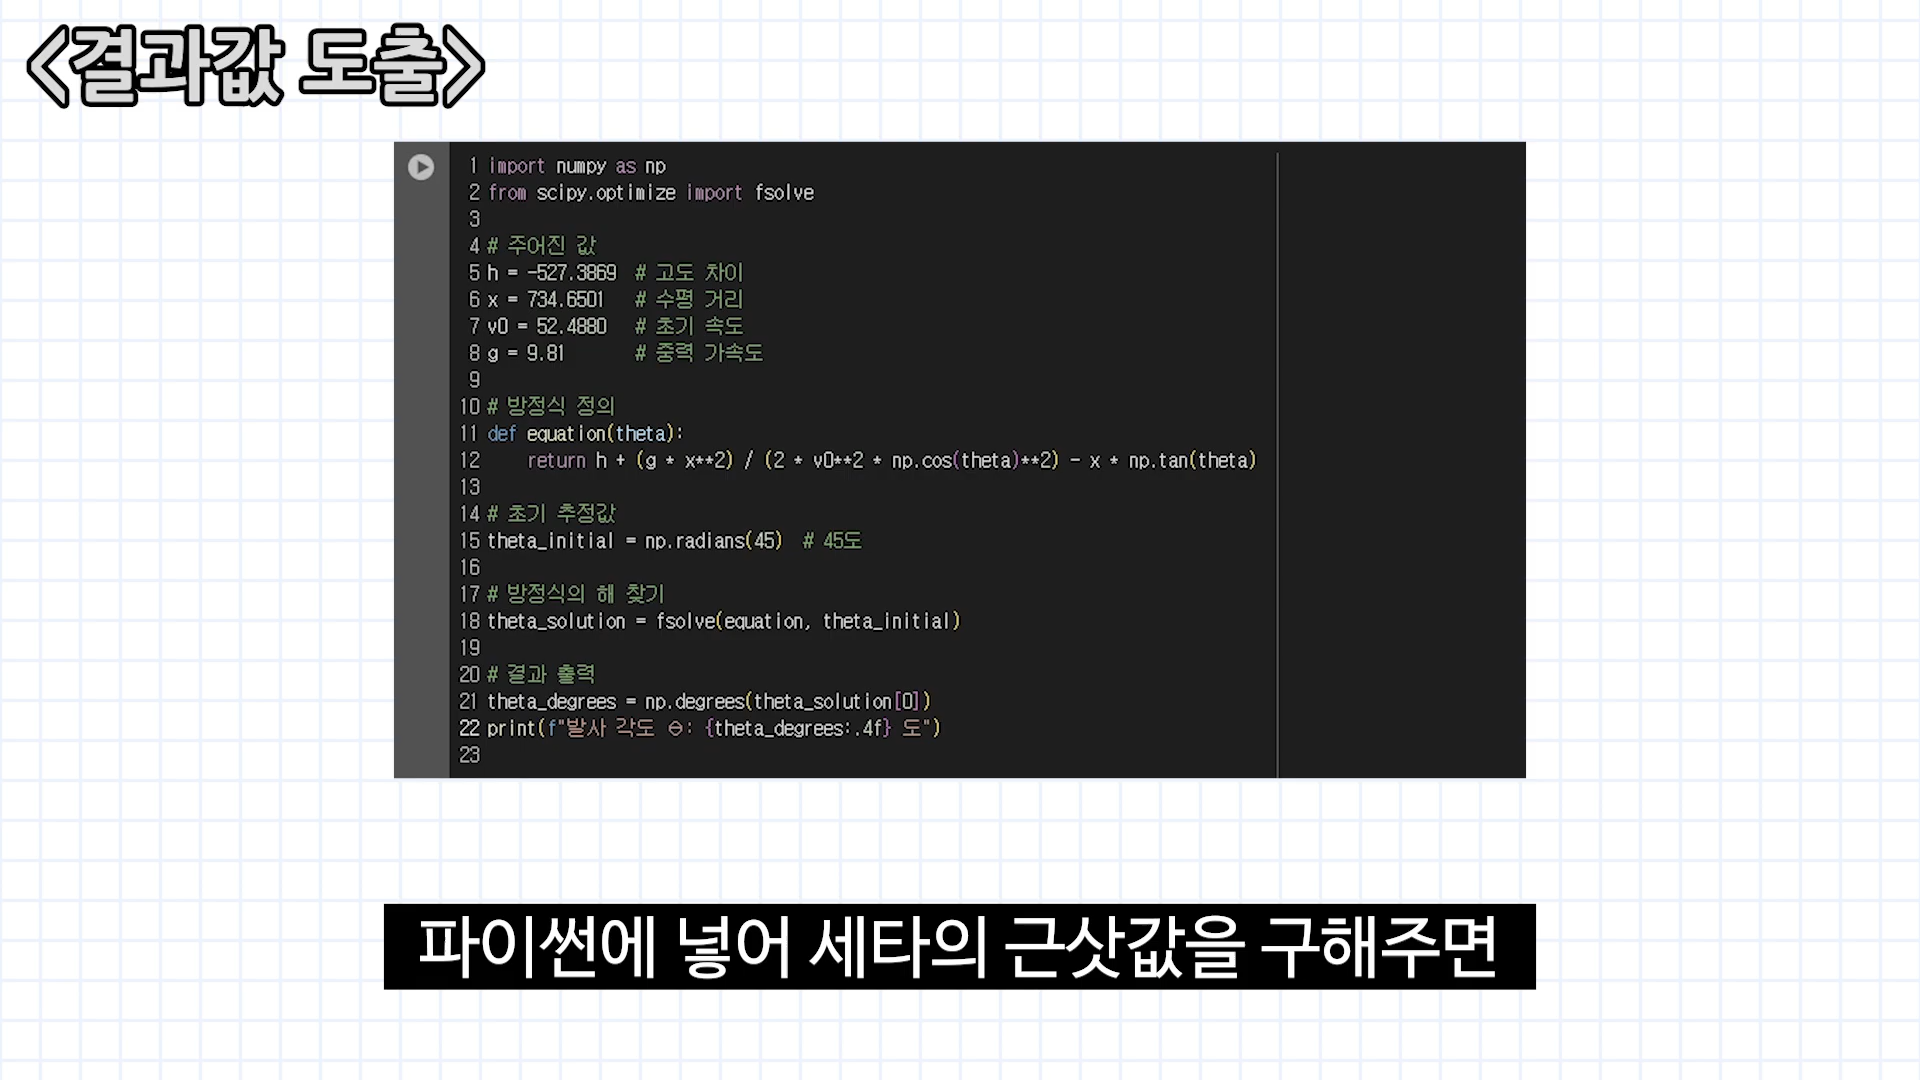 <결과값 도출>
1 import numpy as np
2 from scipy.optimize import fsolve
3
4 # 주어진 값
5 h = -527.3869 # 고도 차이
6 x = 734.6501 # 수평 거리
7 v0 = 52.4880 # 초기 속도
8 g = 9.81 # 중력 가속도
9
10 # 방정식 정의
11 def equation(theta):
12 return h + (g * x**2) / (2 * v0**2 * np.cos(theta)**2) - x * np.tan(theta)
13
14 # 초기 추정값
15 theta_initial = np.radians(45) # 45도
16
17 # 방정식의 해 찾기
18 theta_solution = fsolve(equation, theta_initial)
19
20 # 결과 출력
21 theta_degrees = np.degrees(theta_solution[0])
22 print(f"발사 각도 θ: {theta_degrees:.4f} 도")
23
파이썬에 넣어 세타의 근삿값을 구해주면